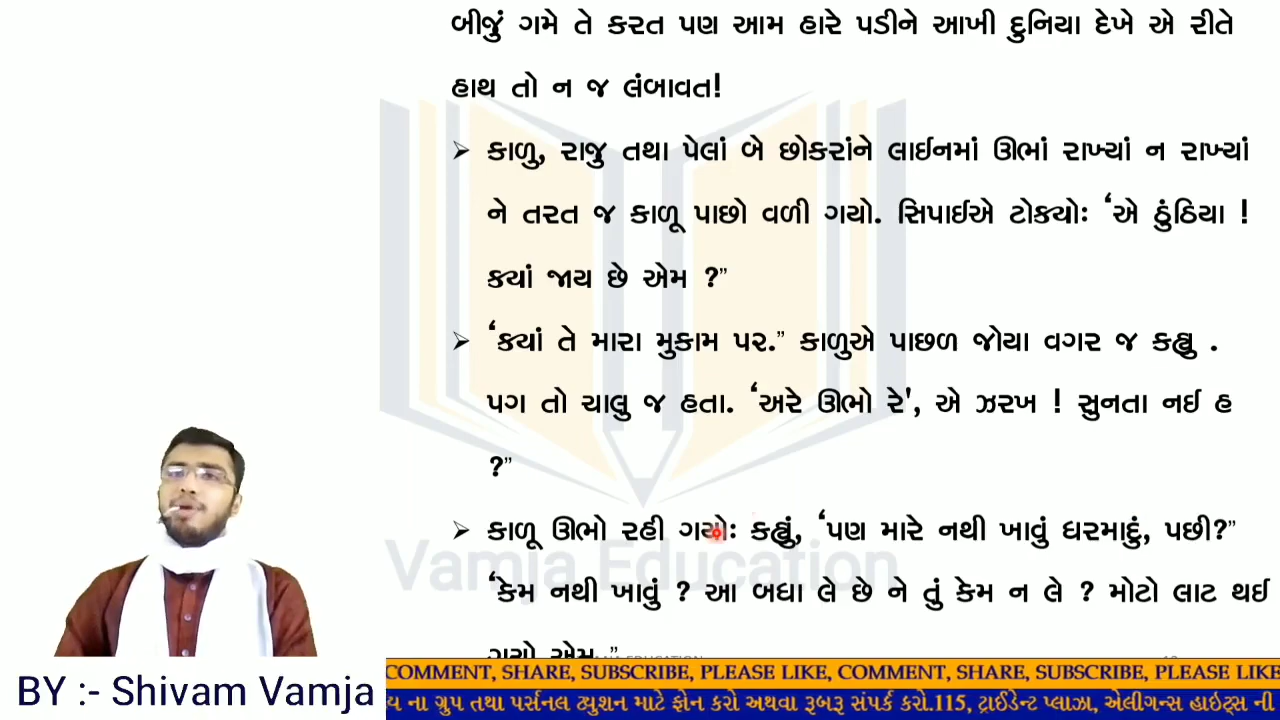 બીજું ગમે તે કરત પણ આમ હારે પડીને આખી દુનિયા દેખે એ રીતે
હાથ તો ન જ લંબાવત!
➢ કાળુ, રાજુ તથા પેલાં બે છોકરાંને લાઈનમાં ઊભાં રાખ્યાં ન રાખ્યાં
ને તરત જ કાળૂ પાછો વળી ગયો. સિપાઈએ ટોક્યોઃ ‘એ ઠુંઠિયા !
ક્યાં જાય છે એમ ?”
➢ ‘ક્યાં તે મારા મુકામ પર.” કાળુએ પાછળ જોયા વગર જ કહ્યુ .
પગ તો ચાલુ જ હતા. ‘અરે ઊભો રે', એ ઝરખ ! સુનતા નઈ હ
?”
➢ કાળૂ ઊભો રહી ગયોઃ કહ્યું, ‘પણ મારે નથી ખાવું ધરમાદું, પછી?”
Vamja Education
‘કેમ નથી ખાવું ? આ બધા લે છે ને તું કેમ ન લે ? મોટો લાટ થઈ
ગયો એમ ”
BY :- Shivam Vamja
COMMENT, SHARE, SUBSCRIBE, PLEASE LIKE, COMMENT, SHARE, SUBSCRIBE, PLEASE LIKE
ય ના ગ્રુપ તથા પર્સનલ ટ્યુશન માટે ફોન કરો અથવા રૂબરૂ સંપર્ક કરો.115, ટ્રાઈડેન્ટ પ્લાઝા, એલીગન્સ હાઇટ્સ ની